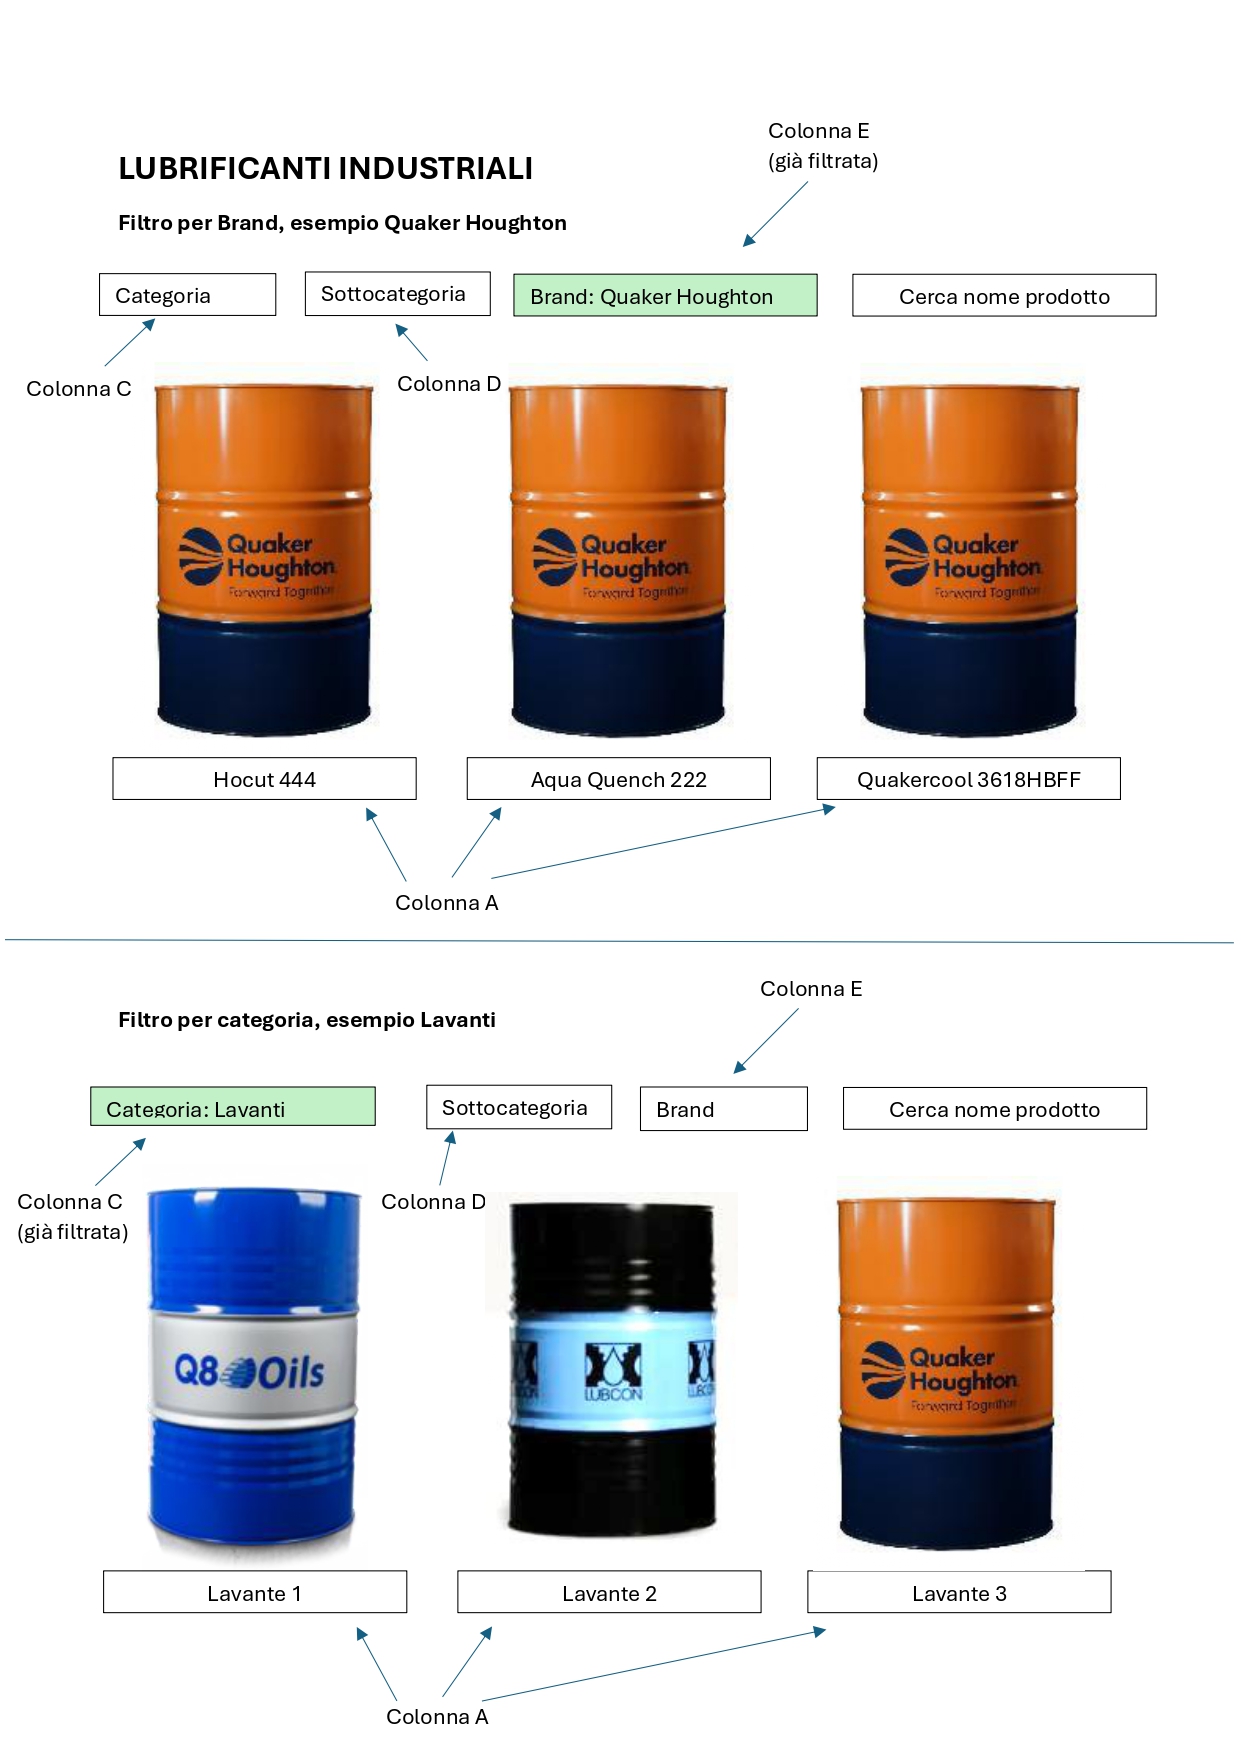 Colonna E
(già filtrata)
LUBRIFICANTI INDUSTRIALI
Filtro per Brand, esempio Quaker Houghton
Categoria
Sottocategoria
Brand: Quaker Houghton
Cerca nome prodotto
Colonna C
Colonna D
Quaker
Houghton
Forward Together
Quaker
Houghton
Forward Together
Quaker
Houghton
Forward Together
Hocut 444
Aqua Quench 222
Quakercool 3618HBFF
Colonna A
Colonna E
Filtro per categoria, esempio Lavanti
Categoria: Lavanti
Sottocategoria
Brand
Cerca nome prodotto
Colonna C
(già filtrata)
Colonna D
Q8 Oils
LUBCON
Quaker
Houghton
Forward Together
Lavante 1
Lavante 2
Lavante 3
Colonna A